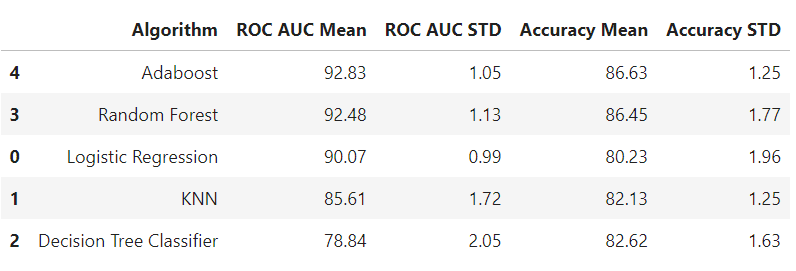 Algorithm ROC AUC Mean ROC AUC STD Accuracy Mean Accuracy STD
4 Adaboost 92.83 1.05 86.63 1.25
3 Random Forest 92.48 1.13 86.45 1.77
0 Logistic Regression 90.07 0.99 80.23 1.96
1 KNN 85.61 1.72 82.13 1.25
2 Decision Tree Classifier 78.84 2.05 82.62 1.63